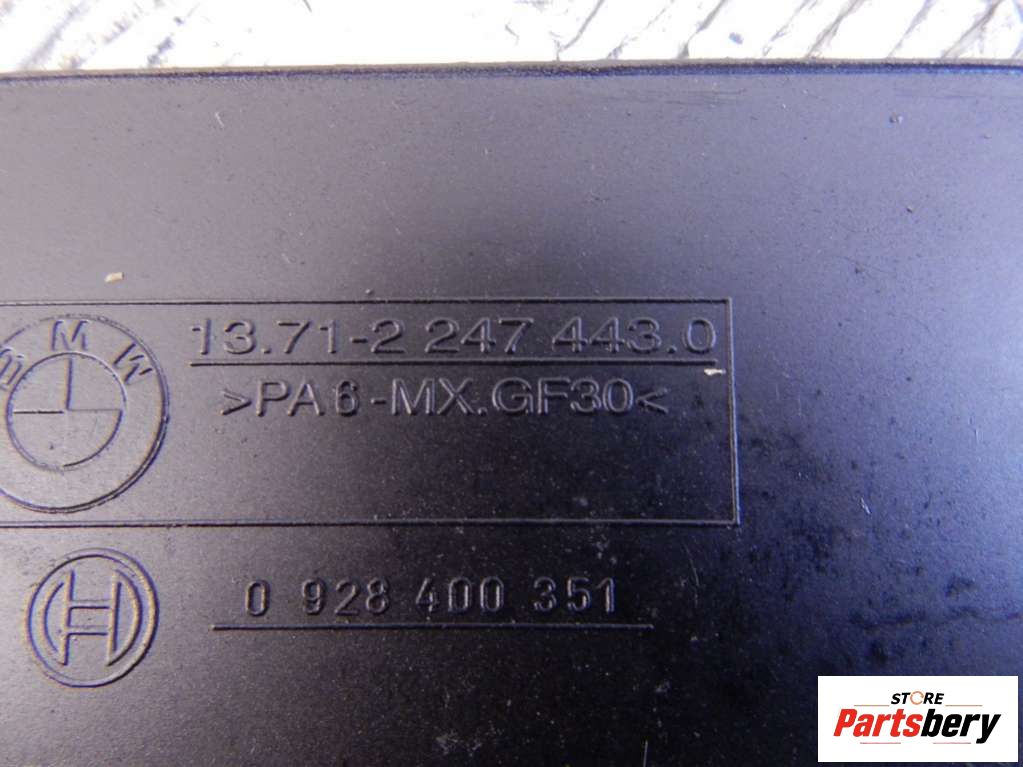 BMW
13.71-2 247 443.0
>PA6-MX.GF30<
0 928 400 351
STORE
Partsbery